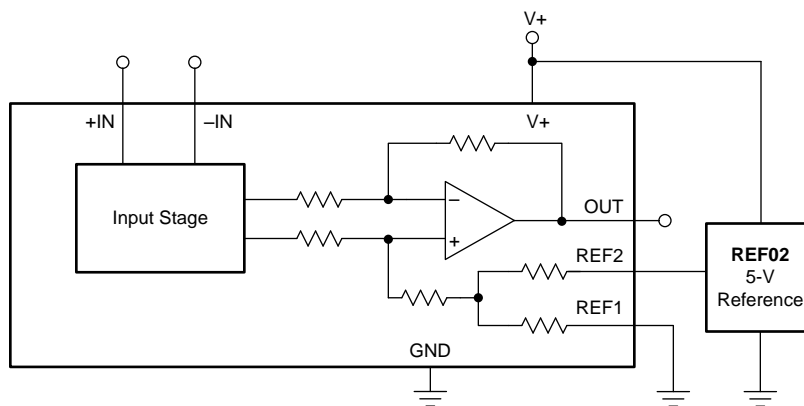 V+
+IN
–IN
V+
Input Stage
–
+
OUT
REF2
REF1
GND
REF02
5-V
Reference